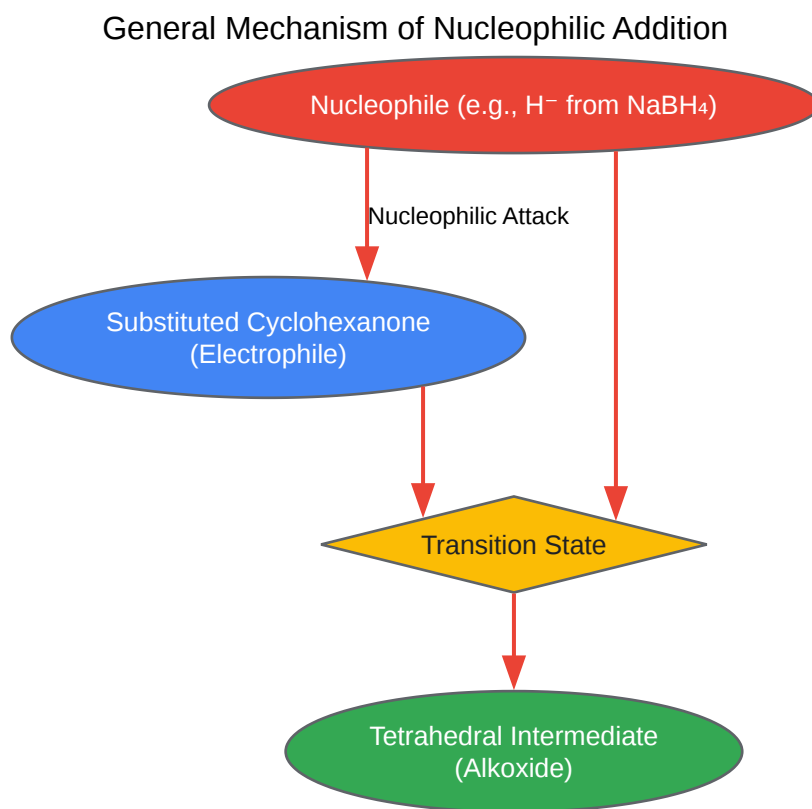 General Mechanism of Nucleophilic Addition
Nucleophile (e.g., H⁻ from NaBH₄)
Nucleophilic Attack
Substituted Cyclohexanone
(Electrophile)
Transition State
Tetrahedral Intermediate
(Alkoxide)